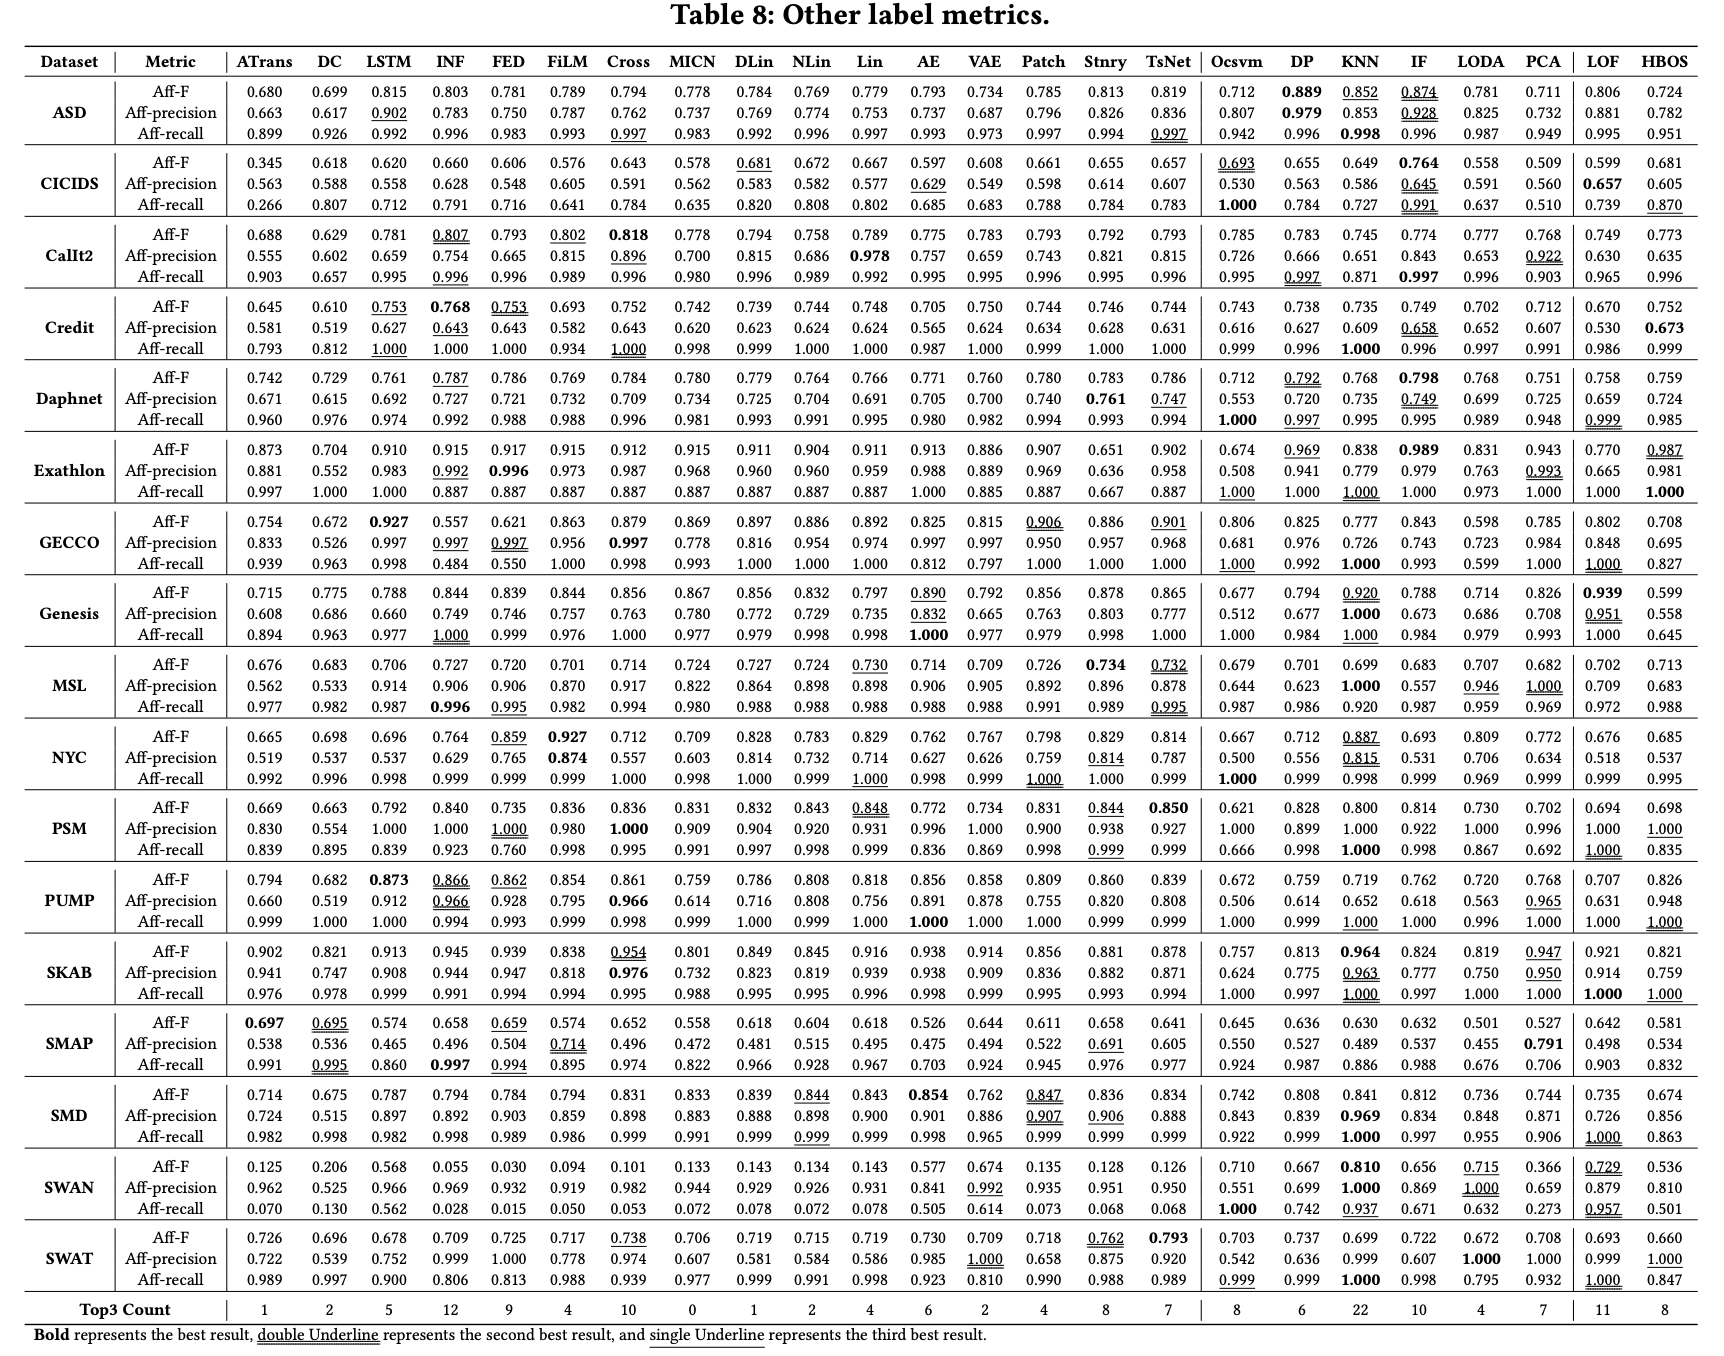 Table 8: Other label metrics.
Dataset Metric ATrans DC LSTM INF FED FiLM Cross MICN DLin NLin Lin AE VAE Patch Stnry TsNet Ocsvm DP KNN IF LODA PCA LOF HBOS
Aff-F 0.680 0.699 0.815 0.803 0.781 0.789 0.794 0.778 0.784 0.769 0.779 0.793 0.734 0.785 0.813 0.819 0.712 0.889 0.852 0.874 0.781 0.711 0.806 0.724
ASD Aff-precision 0.663 0.617 0.902 0.783 0.750 0.787 0.762 0.737 0.769 0.774 0.753 0.737 0.687 0.796 0.826 0.836 0.807 0.979 0.853 0.928 0.825 0.732 0.881 0.782
Aff-recall 0.899 0.926 0.992 0.996 0.983 0.993 0.997 0.983 0.992 0.996 0.997 0.993 0.973 0.997 0.994 0.997 0.942 0.996 0.998 0.996 0.987 0.949 0.995 0.951
Aff-F 0.345 0.618 0.620 0.660 0.606 0.576 0.643 0.578 0.681 0.672 0.667 0.597 0.608 0.661 0.655 0.657 0.693 0.655 0.649 0.764 0.558 0.509 0.599 0.681
CICIDS Aff-precision 0.563 0.588 0.558 0.628 0.548 0.605 0.591 0.562 0.583 0.582 0.577 0.629 0.549 0.598 0.614 0.607 0.530 0.563 0.586 0.645 0.591 0.560 0.657 0.605
Aff-recall 0.266 0.807 0.712 0.791 0.716 0.641 0.784 0.635 0.820 0.808 0.802 0.685 0.683 0.788 0.784 0.783 1.000 0.784 0.727 0.991 0.637 0.510 0.739 0.870
Aff-F 0.688 0.629 0.781 0.807 0.793 0.802 0.818 0.778 0.794 0.758 0.789 0.775 0.783 0.793 0.792 0.793 0.785 0.783 0.745 0.774 0.777 0.768 0.749 0.773
CalIt2 Aff-precision 0.555 0.602 0.659 0.754 0.665 0.815 0.896 0.700 0.815 0.686 0.978 0.757 0.659 0.743 0.821 0.815 0.726 0.666 0.651 0.843 0.653 0.922 0.630 0.635
Aff-recall 0.903 0.657 0.995 0.996 0.996 0.989 0.996 0.980 0.996 0.989 0.992 0.995 0.995 0.996 0.995 0.996 0.995 0.997 0.871 0.997 0.996 0.903 0.965 0.996
Aff-F 0.645 0.610 0.753 0.768 0.753 0.693 0.752 0.742 0.739 0.744 0.748 0.705 0.750 0.744 0.746 0.744 0.743 0.738 0.735 0.749 0.702 0.712 0.670 0.752
Credit Aff-precision 0.581 0.519 0.627 0.643 0.643 0.582 0.643 0.620 0.623 0.624 0.624 0.565 0.624 0.634 0.628 0.631 0.616 0.627 0.609 0.658 0.652 0.607 0.530 0.673
Aff-recall 0.793 0.812 1.000 1.000 1.000 0.934 1.000 0.998 0.999 1.000 1.000 0.987 1.000 0.999 1.000 1.000 0.999 0.996 1.000 0.996 0.997 0.991 0.986 0.999
Aff-F 0.742 0.729 0.761 0.787 0.786 0.769 0.784 0.780 0.779 0.764 0.766 0.771 0.760 0.780 0.783 0.786 0.712 0.792 0.768 0.798 0.768 0.751 0.758 0.759
Daphnet Aff-precision 0.671 0.615 0.692 0.727 0.721 0.732 0.709 0.734 0.725 0.704 0.691 0.705 0.700 0.740 0.761 0.747 0.553 0.720 0.735 0.749 0.699 0.725 0.659 0.724
Aff-recall 0.960 0.976 0.974 0.992 0.988 0.988 0.996 0.981 0.993 0.991 0.995 0.980 0.982 0.994 0.993 0.994 1.000 0.997 0.995 0.995 0.989 0.948 0.999 0.985
Aff-F 0.873 0.704 0.910 0.915 0.917 0.915 0.912 0.915 0.911 0.904 0.911 0.913 0.886 0.907 0.651 0.902 0.674 0.969 0.838 0.989 0.831 0.943 0.770 0.987
Exathlon Aff-precision 0.881 0.552 0.983 0.992 0.996 0.973 0.987 0.968 0.960 0.960 0.959 0.988 0.889 0.969 0.636 0.958 0.508 0.941 0.779 0.979 0.763 0.993 0.665 0.981
Aff-recall 0.997 1.000 1.000 0.887 0.887 0.887 0.887 0.887 0.887 0.887 0.887 1.000 0.885 0.887 0.667 0.887 1.000 1.000 1.000 1.000 0.973 1.000 1.000 1.000
Aff-F 0.754 0.672 0.927 0.557 0.621 0.863 0.879 0.869 0.897 0.886 0.892 0.825 0.815 0.906 0.886 0.901 0.806 0.825 0.777 0.843 0.598 0.785 0.802 0.708
GECCO Aff-precision 0.833 0.526 0.997 0.997 0.997 0.956 0.997 0.778 0.816 0.954 0.974 0.997 0.997 0.950 0.957 0.968 0.681 0.976 0.726 0.743 0.723 0.984 0.848 0.695
Aff-recall 0.939 0.963 0.998 0.484 0.550 1.000 0.998 0.993 1.000 1.000 1.000 0.812 0.797 1.000 1.000 1.000 1.000 0.992 1.000 0.993 0.599 1.000 1.000 0.827
Aff-F 0.715 0.775 0.788 0.844 0.839 0.844 0.856 0.867 0.856 0.832 0.797 0.890 0.792 0.856 0.878 0.865 0.677 0.794 0.920 0.788 0.714 0.826 0.939 0.599
Genesis Aff-precision 0.608 0.686 0.660 0.749 0.746 0.757 0.763 0.780 0.772 0.729 0.735 0.832 0.665 0.763 0.803 0.777 0.512 0.677 1.000 0.673 0.686 0.708 0.951 0.558
Aff-recall 0.894 0.963 0.977 1.000 0.999 0.976 1.000 0.977 0.979 0.998 0.998 1.000 0.977 0.979 0.998 1.000 1.000 0.984 1.000 0.984 0.979 0.993 1.000 0.645
Aff-F 0.676 0.683 0.706 0.727 0.720 0.701 0.714 0.724 0.727 0.724 0.730 0.714 0.709 0.726 0.734 0.732 0.679 0.701 0.699 0.683 0.707 0.682 0.702 0.713
MSL Aff-precision 0.562 0.533 0.914 0.906 0.906 0.870 0.917 0.822 0.864 0.898 0.898 0.906 0.905 0.892 0.896 0.878 0.644 0.623 1.000 0.557 0.946 1.000 0.709 0.683
Aff-recall 0.977 0.982 0.987 0.996 0.995 0.982 0.994 0.980 0.988 0.988 0.988 0.988 0.988 0.991 0.989 0.995 0.987 0.986 0.920 0.987 0.959 0.969 0.972 0.988
Aff-F 0.665 0.698 0.696 0.764 0.859 0.927 0.712 0.709 0.828 0.783 0.829 0.762 0.767 0.798 0.829 0.814 0.667 0.712 0.887 0.693 0.809 0.772 0.676 0.685
NYC Aff-precision 0.519 0.537 0.537 0.629 0.765 0.874 0.557 0.603 0.814 0.732 0.714 0.627 0.626 0.757 0.814 0.787 0.500 0.556 0.815 0.531 0.706 0.634 0.518 0.537
Aff-recall 0.992 0.996 0.998 0.999 0.999 0.999 1.000 0.998 1.000 0.999 1.000 0.998 0.999 1.000 1.000 0.999 1.000 0.999 0.998 0.999 0.969 0.999 0.999 0.995
Aff-F 0.669 0.663 0.792 0.840 0.735 0.836 0.836 0.831 0.832 0.843 0.848 0.772 0.734 0.831 0.844 0.850 0.621 0.828 0.800 0.814 0.730 0.702 0.694 0.698
PSM Aff-precision 0.830 0.554 1.000 1.000 1.000 0.980 1.000 0.909 0.904 0.920 0.931 0.996 1.000 0.900 0.938 0.927 1.000 0.899 1.000 0.922 1.000 0.996 1.000 1.000
Aff-recall 0.839 0.895 0.839 0.923 0.760 0.998 0.995 0.991 0.997 0.998 0.999 0.836 0.869 0.998 0.999 0.999 0.666 0.998 1.000 0.998 0.867 0.692 1.000 0.835
Aff-F 0.794 0.682 0.873 0.866 0.862 0.854 0.861 0.759 0.786 0.808 0.818 0.856 0.858 0.809 0.860 0.839 0.672 0.759 0.719 0.762 0.720 0.768 0.707 0.826
PUMP Aff-precision 0.660 0.519 0.912 0.966 0.928 0.795 0.966 0.614 0.716 0.808 0.756 0.891 0.878 0.755 0.820 0.808 0.506 0.614 0.652 0.618 0.563 0.965 0.631 0.948
Aff-recall 0.999 1.000 1.000 0.994 0.993 0.999 0.998 0.999 1.000 0.999 1.000 1.000 1.000 1.000 0.999 0.999 1.000 0.999 1.000 1.000 0.996 1.000 1.000 1.000
Aff-F 0.902 0.821 0.913 0.945 0.939 0.838 0.954 0.801 0.849 0.845 0.916 0.938 0.914 0.856 0.881 0.878 0.757 0.813 0.964 0.824 0.819 0.947 0.921 0.821
SKAB Aff-precision 0.941 0.747 0.908 0.944 0.947 0.818 0.976 0.732 0.823 0.819 0.939 0.938 0.909 0.836 0.882 0.871 0.624 0.775 0.963 0.777 0.750 0.950 0.914 0.759
Aff-recall 0.976 0.978 0.999 0.991 0.994 0.994 0.995 0.988 0.995 0.995 0.996 0.998 0.999 0.995 0.993 0.994 1.000 0.997 1.000 0.997 1.000 1.000 1.000 1.000
Aff-F 0.697 0.695 0.574 0.658 0.659 0.574 0.652 0.558 0.618 0.604 0.618 0.526 0.644 0.611 0.658 0.641 0.645 0.636 0.630 0.632 0.501 0.527 0.642 0.581
SMAP Aff-precision 0.538 0.536 0.465 0.496 0.504 0.714 0.496 0.472 0.481 0.515 0.495 0.475 0.494 0.522 0.691 0.605 0.550 0.527 0.489 0.537 0.455 0.791 0.498 0.534
Aff-recall 0.991 0.995 0.860 0.997 0.994 0.895 0.974 0.822 0.966 0.928 0.967 0.703 0.924 0.945 0.976 0.977 0.924 0.987 0.886 0.988 0.676 0.706 0.903 0.832
Aff-F 0.714 0.675 0.787 0.794 0.784 0.794 0.831 0.833 0.839 0.844 0.843 0.854 0.762 0.847 0.836 0.834 0.742 0.808 0.841 0.812 0.736 0.744 0.735 0.674
SMD Aff-precision 0.724 0.515 0.897 0.892 0.903 0.859 0.898 0.883 0.888 0.898 0.900 0.901 0.886 0.907 0.906 0.888 0.843 0.839 0.969 0.834 0.848 0.871 0.726 0.856
Aff-recall 0.982 0.998 0.982 0.998 0.989 0.986 0.999 0.991 0.999 0.999 0.999 0.998 0.965 0.999 0.999 0.999 0.922 0.999 1.000 0.997 0.955 0.906 1.000 0.863
Aff-F 0.125 0.206 0.568 0.055 0.030 0.094 0.101 0.133 0.143 0.134 0.143 0.577 0.674 0.135 0.128 0.126 0.710 0.667 0.810 0.656 0.715 0.366 0.729 0.536
SWAN Aff-precision 0.962 0.525 0.966 0.969 0.932 0.919 0.982 0.944 0.929 0.926 0.931 0.841 0.992 0.935 0.951 0.950 0.551 0.699 1.000 0.869 1.000 0.659 0.879 0.810
Aff-recall 0.070 0.130 0.562 0.028 0.015 0.050 0.053 0.072 0.078 0.072 0.078 0.505 0.614 0.073 0.068 0.068 1.000 0.742 0.937 0.671 0.632 0.273 0.957 0.501
Aff-F 0.726 0.696 0.678 0.709 0.725 0.717 0.738 0.706 0.719 0.715 0.719 0.730 0.709 0.718 0.762 0.793 0.703 0.737 0.699 0.722 0.672 0.708 0.693 0.660
SWAT Aff-precision 0.722 0.539 0.752 0.999 1.000 0.778 0.974 0.607 0.581 0.584 0.586 0.985 1.000 0.658 0.875 0.920 0.542 0.636 0.999 0.607 1.000 1.000 0.999 1.000
Aff-recall 0.989 0.997 0.900 0.806 0.813 0.988 0.939 0.977 0.999 0.991 0.998 0.923 0.810 0.990 0.988 0.989 0.999 0.999 1.000 0.998 0.795 0.932 1.000 0.847
Top3 Count 1 2 5 12 9 4 10 0 1 2 4 6 2 4 8 7 8 6 22 10 4 7 11 8
Bold represents the best result, double Underline represents the second best result, and single Underline represents the third best result.